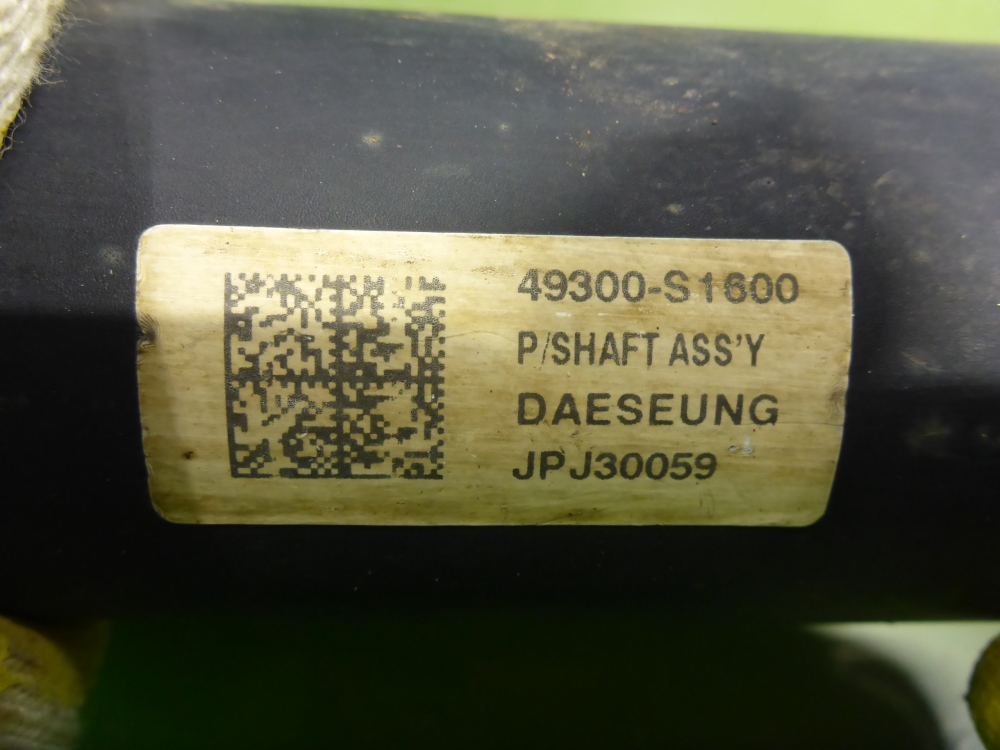 49300-S1600
P/SHAFT ASS'Y
DAESEUNG
JPJ30059